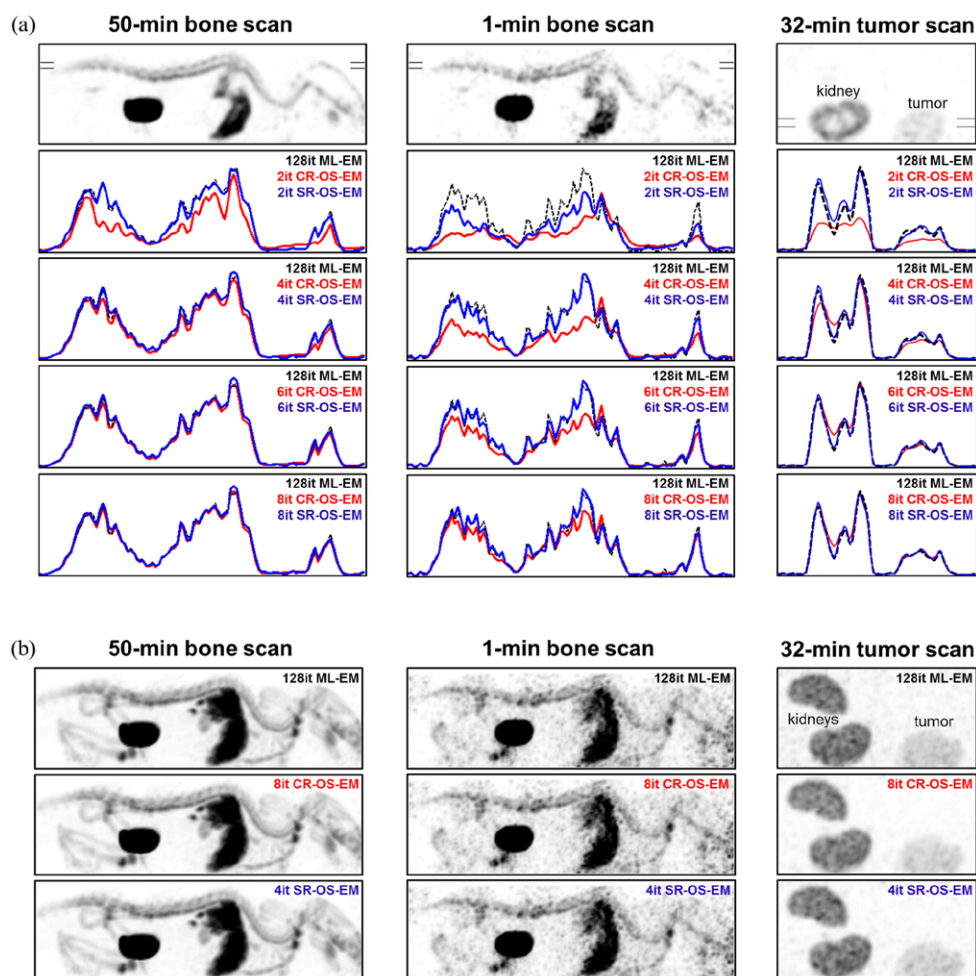 (a)
50-min bone scan
1-min bone scan
32-min tumor scan
kidney
tumor
128it ML-EM
2it CR-OS-EM
2it SR-OS-EM
128it ML-EM
2it CR-OS-EM
2it SR-OS-EM
128it ML-EM
2it CR-OS-EM
2it SR-OS-EM
128it ML-EM
4it CR-OS-EM
4it SR-OS-EM
128it ML-EM
4it CR-OS-EM
4it SR-OS-EM
128it ML-EM
4it CR-OS-EM
4it SR-OS-EM
128it ML-EM
6it CR-OS-EM
6it SR-OS-EM
128it ML-EM
6it CR-OS-EM
6it SR-OS-EM
128it ML-EM
6it CR-OS-EM
6it SR-OS-EM
128it ML-EM
8it CR-OS-EM
8it SR-OS-EM
128it ML-EM
8it CR-OS-EM
8it SR-OS-EM
128it ML-EM
8it CR-OS-EM
8it SR-OS-EM
(b)
50-min bone scan
1-min bone scan
32-min tumor scan
128it ML-EM
128it ML-EM
128it ML-EM
kidneys
tumor
8it CR-OS-EM
8it CR-OS-EM
8it CR-OS-EM
4it SR-OS-EM
4it SR-OS-EM
4it SR-OS-EM